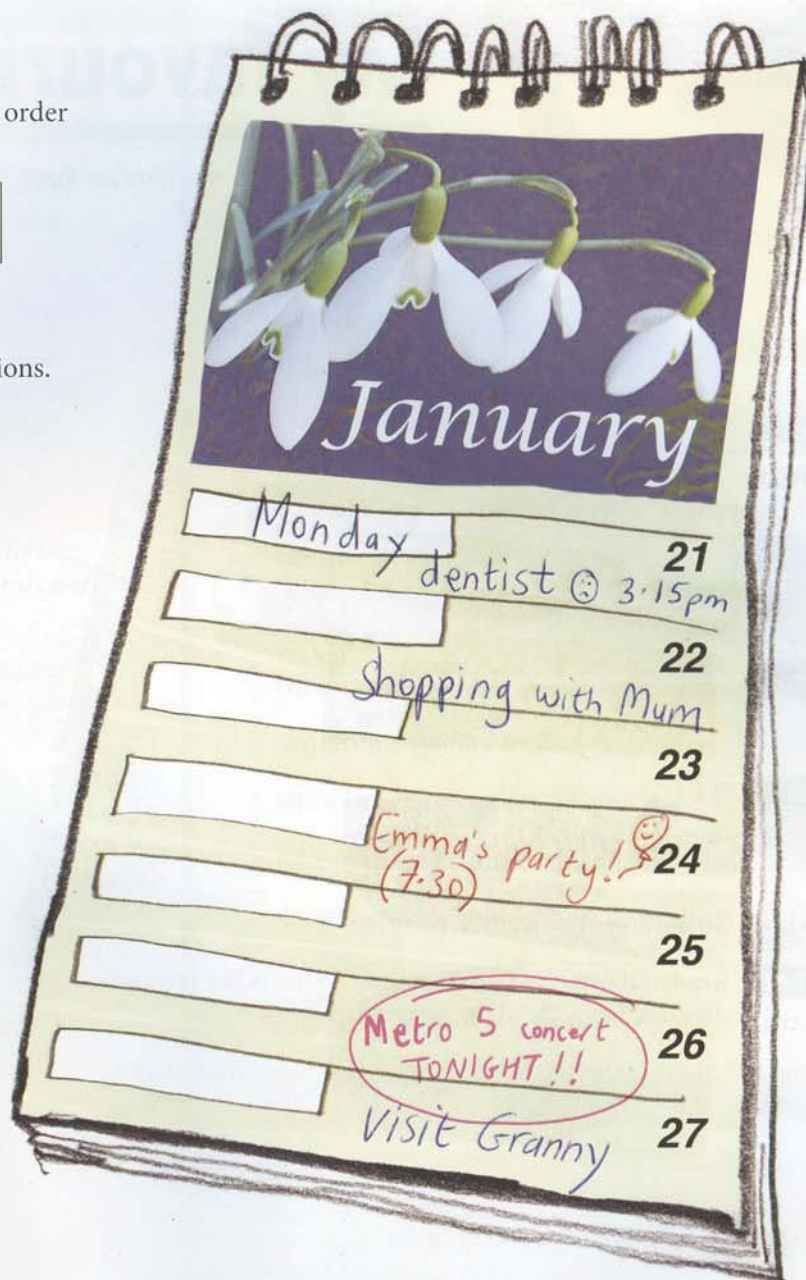 order
ions.
January
Monday
21
dentist 3.15pm
22
Shopping with Mum
23
Emma's party!
24
(7.30)
25
Metro 5 concert
26
TONIGHT!!
Visit Granny
27